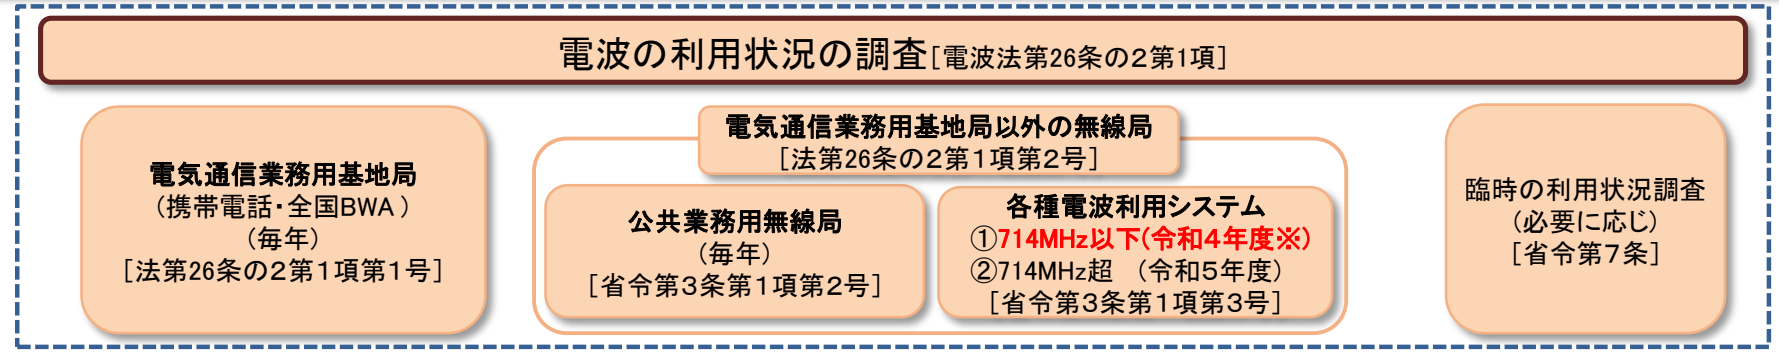 電波の利用状況の調査[電波法第26条の２第1項]
電気通信業務用基地局
(携帯電話・全国BWA)
(毎年)
[法第26条の２第１項第１号]
電気通信業務用基地局以外の無線局
[法第26条の２第１項第２号]
公共業務用無線局
(毎年)
[省令第３条第１項第２号]
各種電波利用システム
①714MHz以下(令和４年度※)
②714MHz超　(令和５年度)
[省令第３条第１項第３号]
臨時の利用状況調査
(必要に応じ)
[省令第７条]